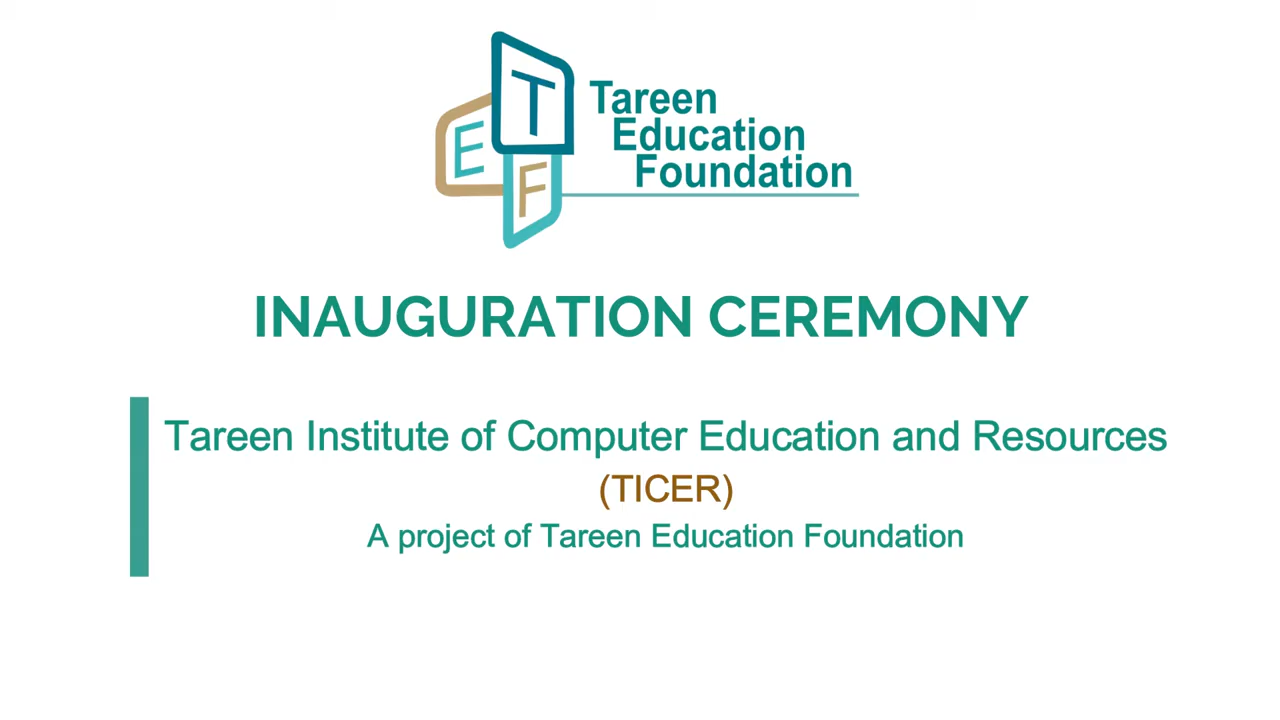 T
E
F
Tareen
Education
Foundation
INAUGURATION CEREMONY
Tareen Institute of Computer Education and Resources
(TICER)
A project of Tareen Education Foundation